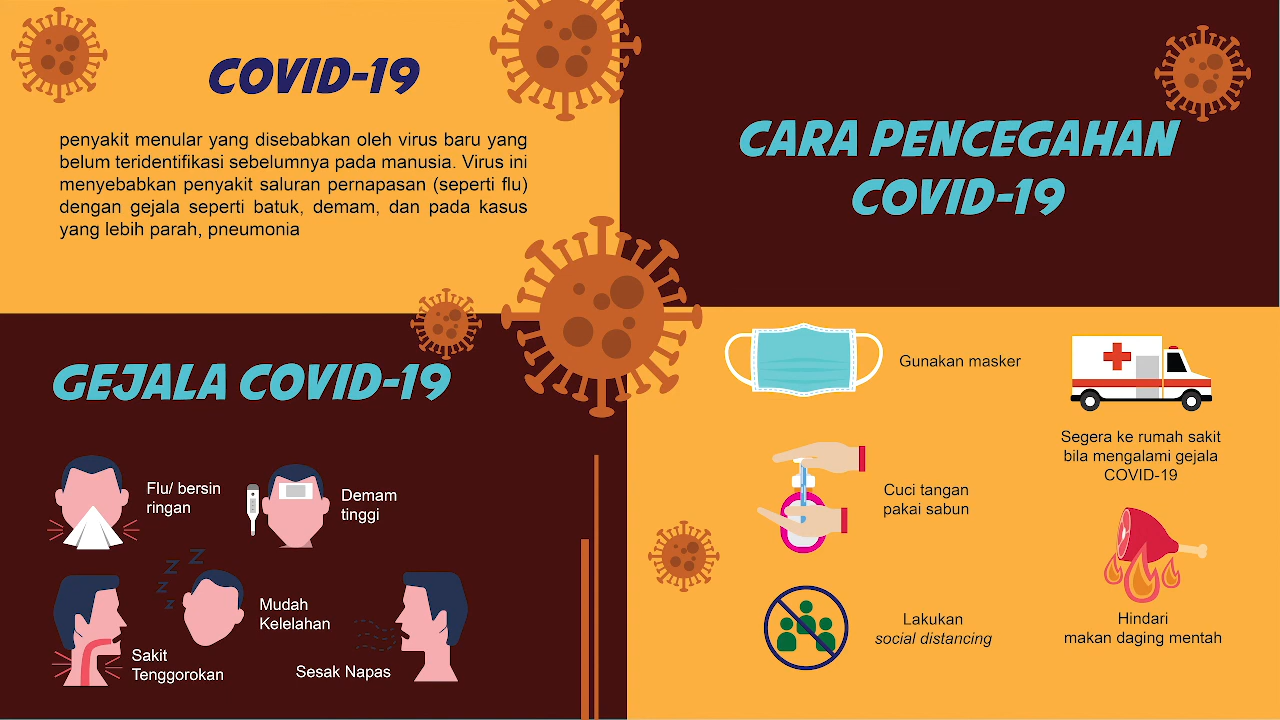 COVID-19
penyakit menular yang disebabkan oleh virus baru yang
belum teridentifikasi sebelumnya pada manusia. Virus ini
menyebabkan penyakit saluran pernapasan (seperti flu)
dengan gejala seperti batuk, demam, dan pada kasus
yang lebih parah, pneumonia
CARA PENCEGAHAN
COVID-19
GEJALA COVID-19
Flu/ bersin
ringan
Demam
tinggi
Z
Z
Z
Z
Mudah
Kelelahan
Sakit
Tenggorokan
Sesak Napas
Gunakan masker
Segera ke rumah sakit
bila mengalami gejala
COVID-19
Cuci tangan
pakai sabun
Lakukan
social distancing
Hindari
makan daging mentah